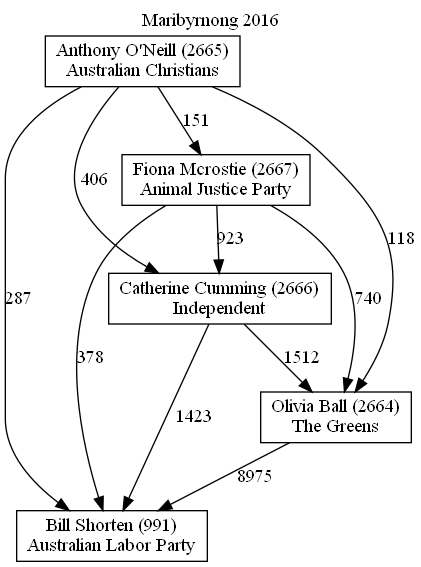 Maribyrnong 2016
Anthony O'Neill (2665)
Australian Christians
151
Fiona Mcrostie (2667)
Animal Justice Party
406
923
118
Catherine Cumming (2666)
Independent
287
740
378
1512
1423
Olivia Ball (2664)
The Greens
8975
Bill Shorten (991)
Australian Labor Party